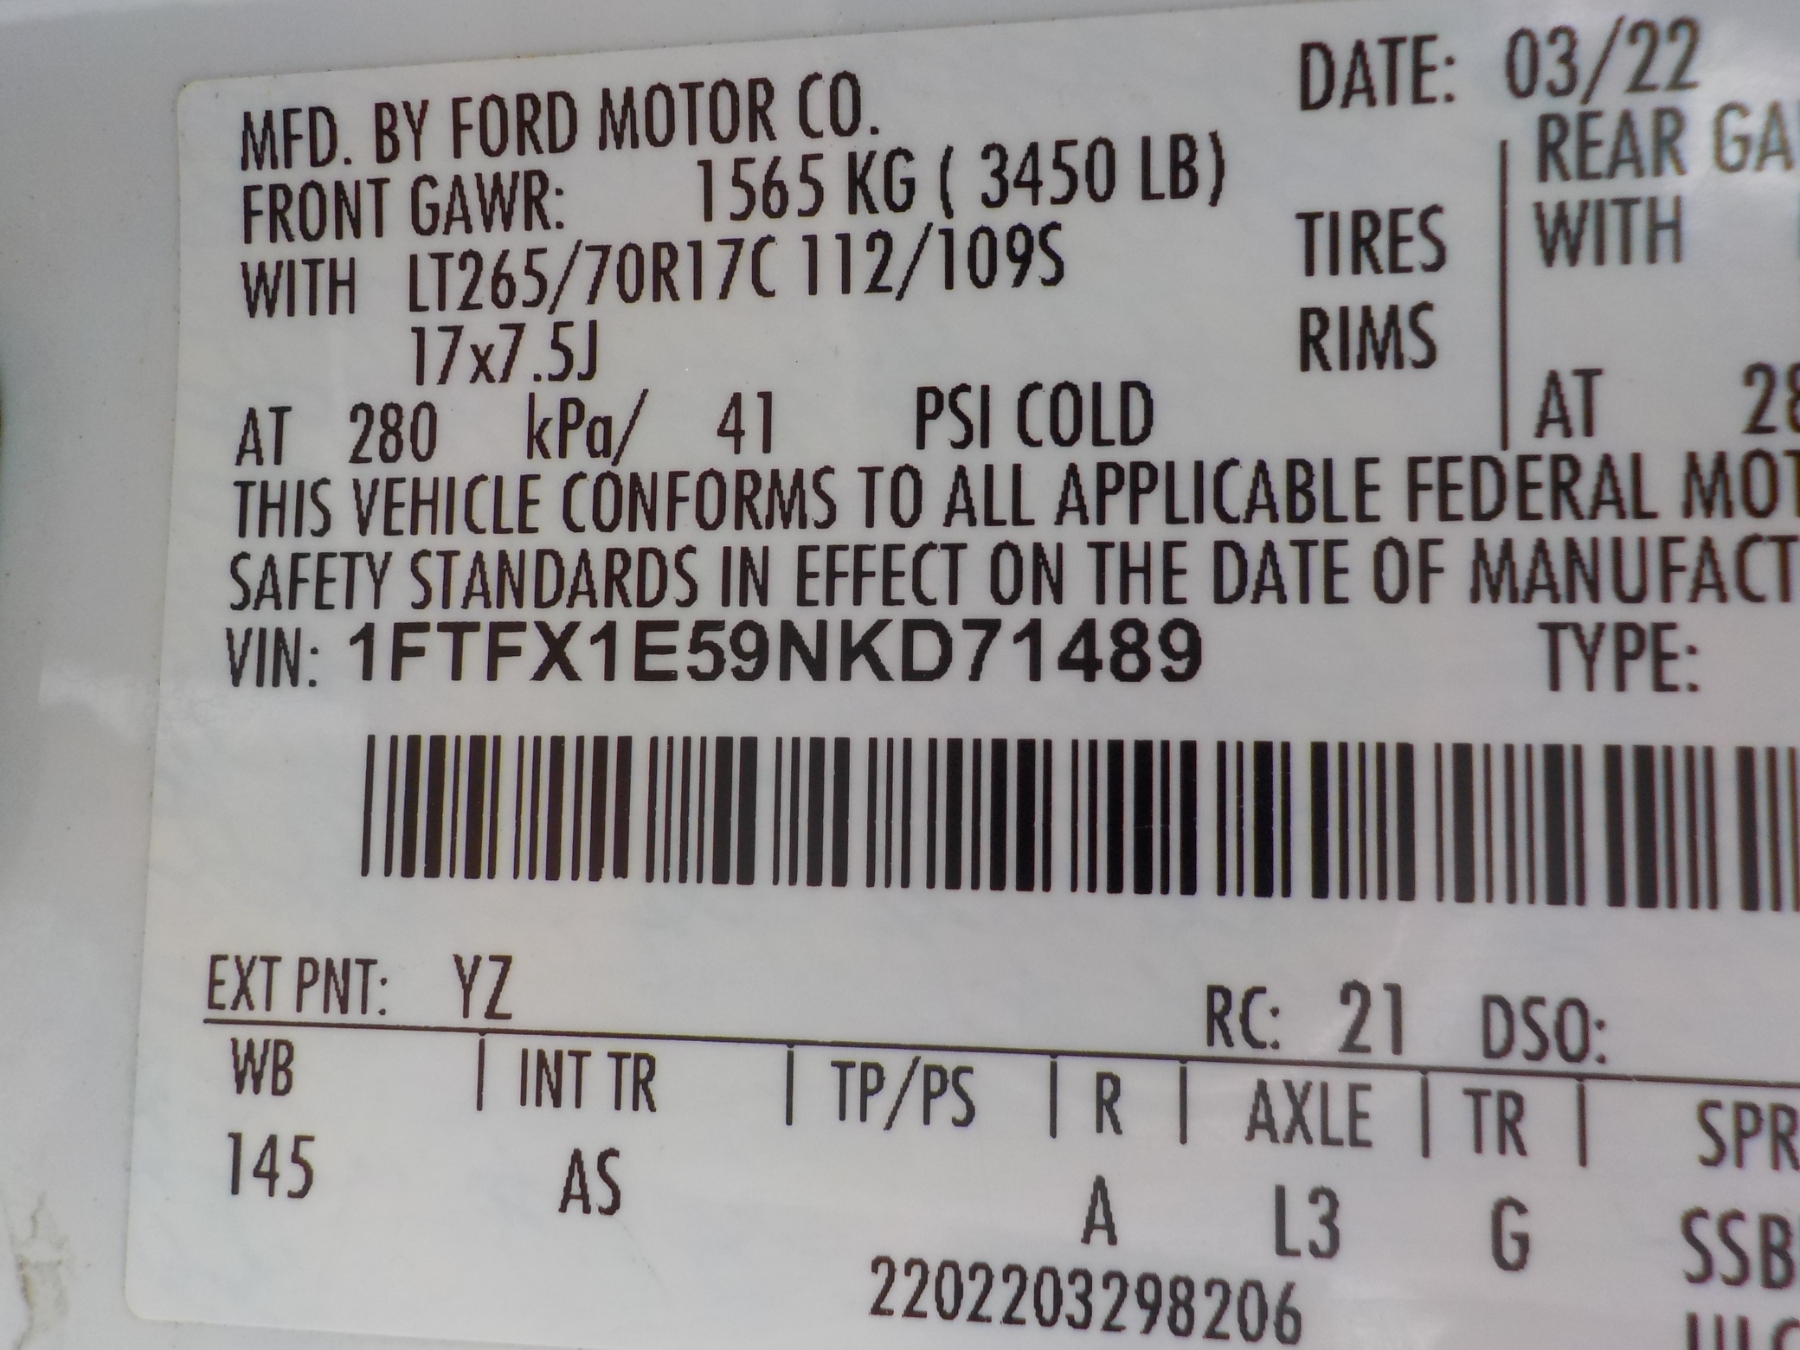 MFD. BY FORD MOTOR CO. DATE: 03/22
FRONT GAWR: 1565 KG ( 3450 LB) REAR GA
WITH LT265/70R17C 112/109S TIRES WITH
17x7.5J RIMS
AT 280 kPa/ 41 PSI COLD AT 28
THIS VEHICLE CONFORMS TO ALL APPLICABLE FEDERAL MOT
SAFETY STANDARDS IN EFFECT ON THE DATE OF MANUFACT
VIN: 1FTFX1E59NKD71489 TYPE:
EXT PNT: YZ RC: 21 DSO:
WB | INT TR | TP/PS | R | AXLE | TR | SPR
145 AS A L3 G SSB
2202203298206